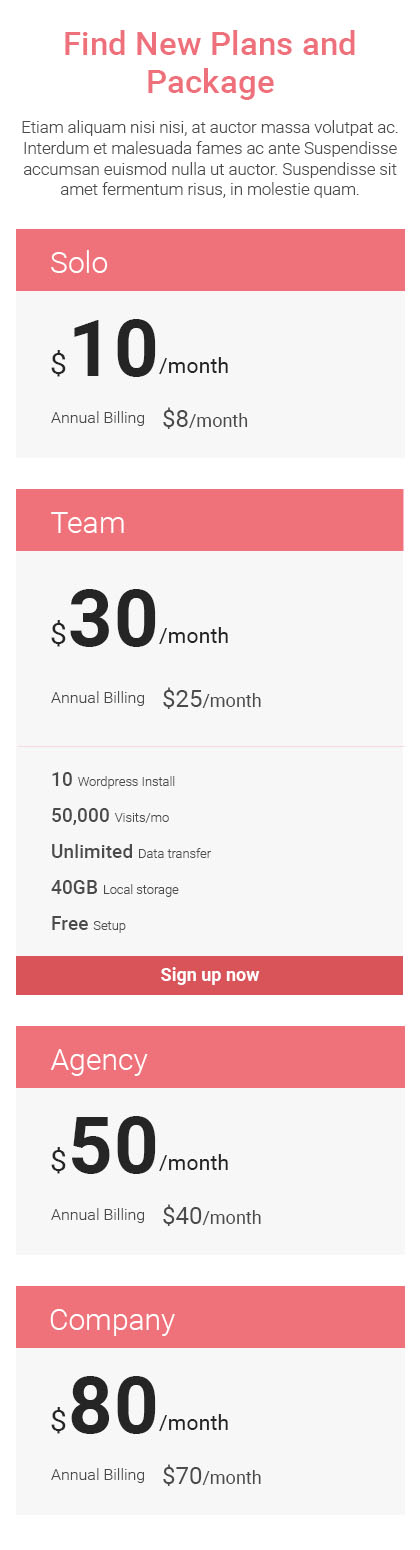 Find New Plans and
Package
Etiam aliquam nisi nisi, at auctor massa volutpat ac.
Interdum et malesuada fames ac ante Suspendisse
accumsan euismod nulla ut auctor. Suspendisse sit
amet fermentum risus, in molestie quam.
Solo
$10/month
Annual Billing $8/month
Team
$30/month
Annual Billing $25/month
10 Wordpress Install
50,000 Visits/mo
Unlimited Data transfer
40GB Local storage
Free Setup
Sign up now
Agency
$50/month
Annual Billing $40/month
Company
$80/month
Annual Billing $70/month